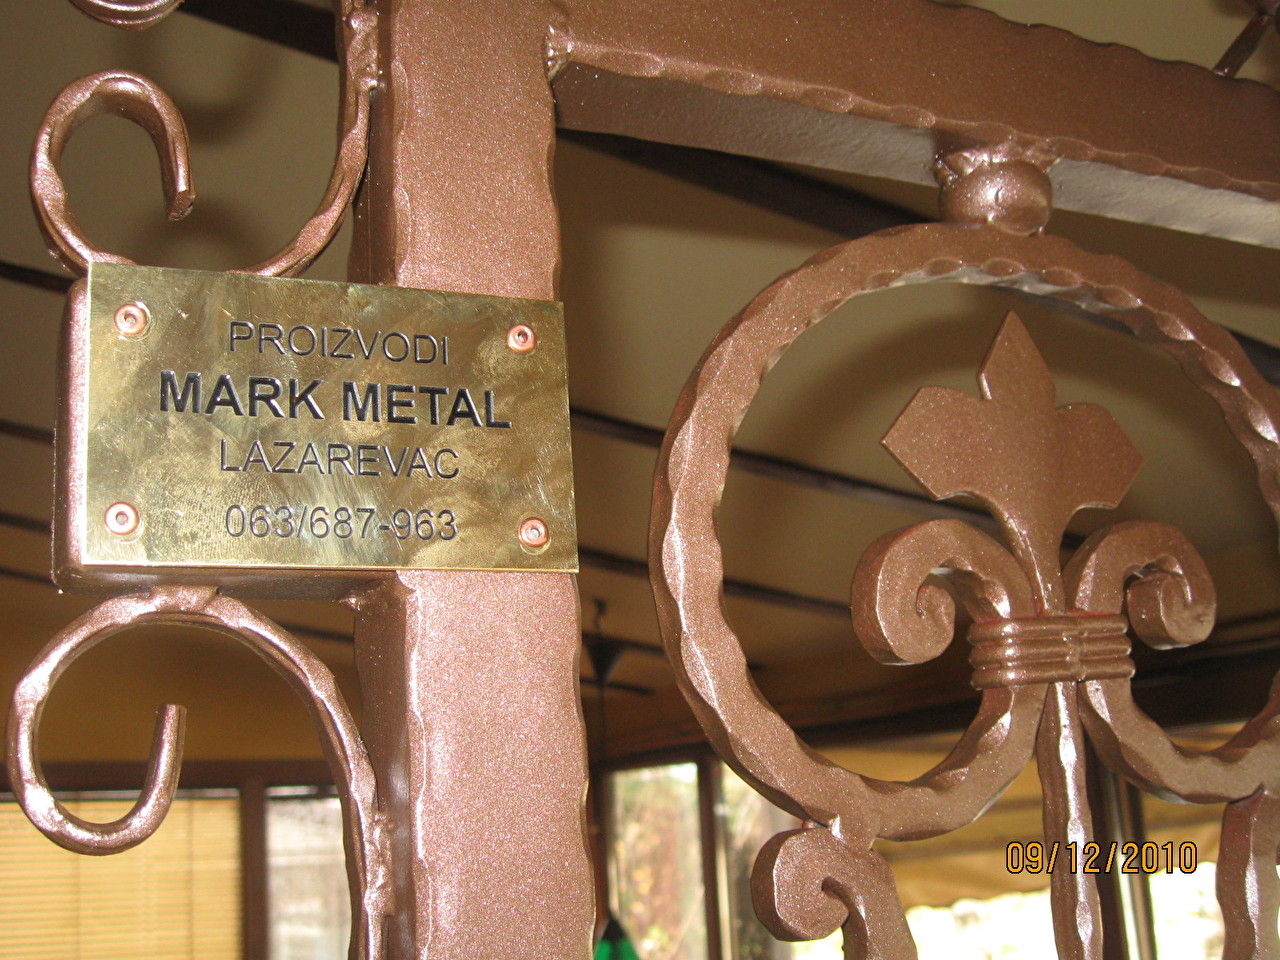 PROIZVODI
MARK METAL
LAZAREVAC
063/687-963
09/12/2010